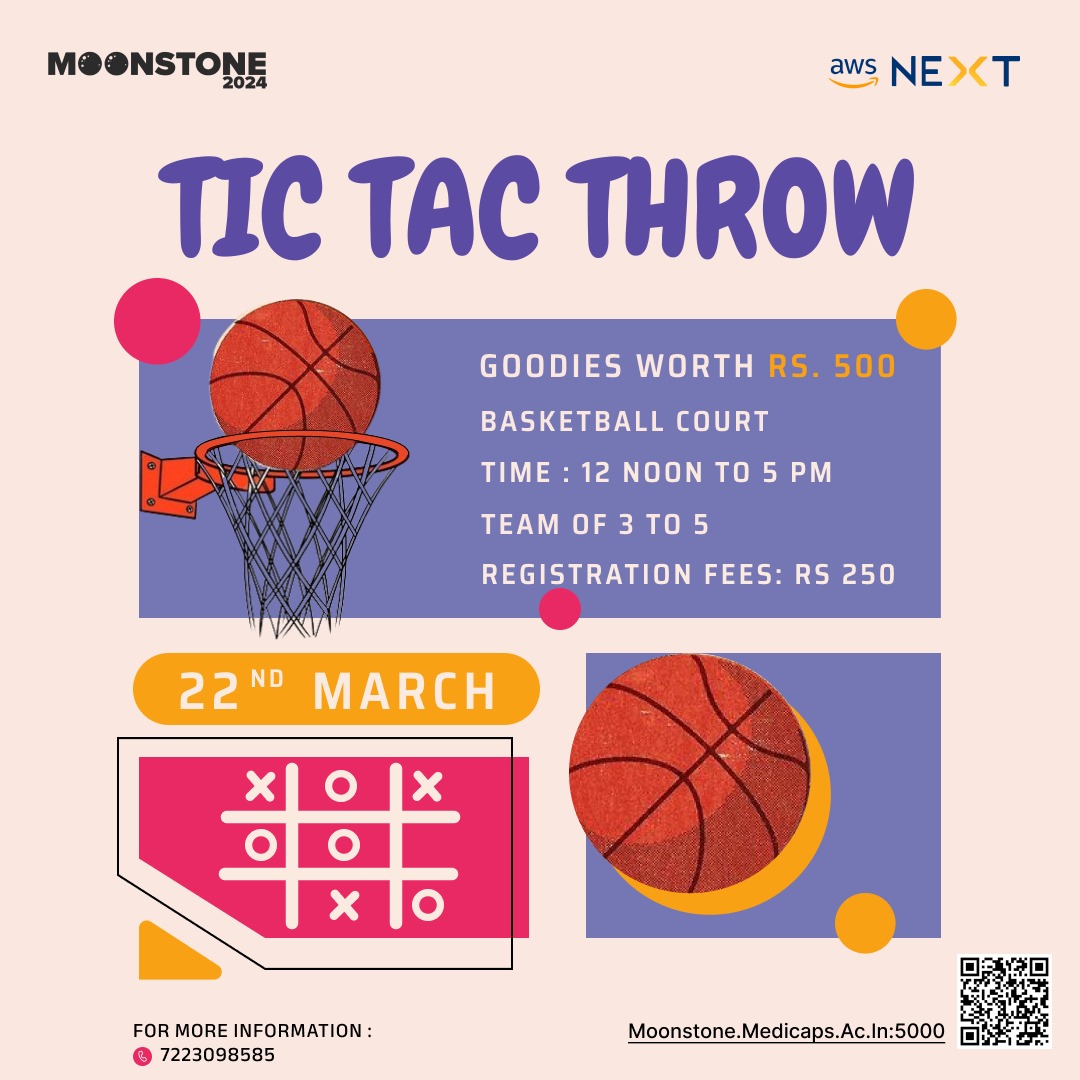 MOONSTONE
2024
aws NEXT
TIC TAC THROW
GOODIES WORTH RS. 500
BASKETBALL COURT
TIME : 12 NOON TO 5 PM
TEAM OF 3 TO 5
REGISTRATION FEES: RS 250
22ND MARCH
X O X
O O
X O
FOR MORE INFORMATION :
7223098585
Moonstone.Medicaps.Ac.In:5000